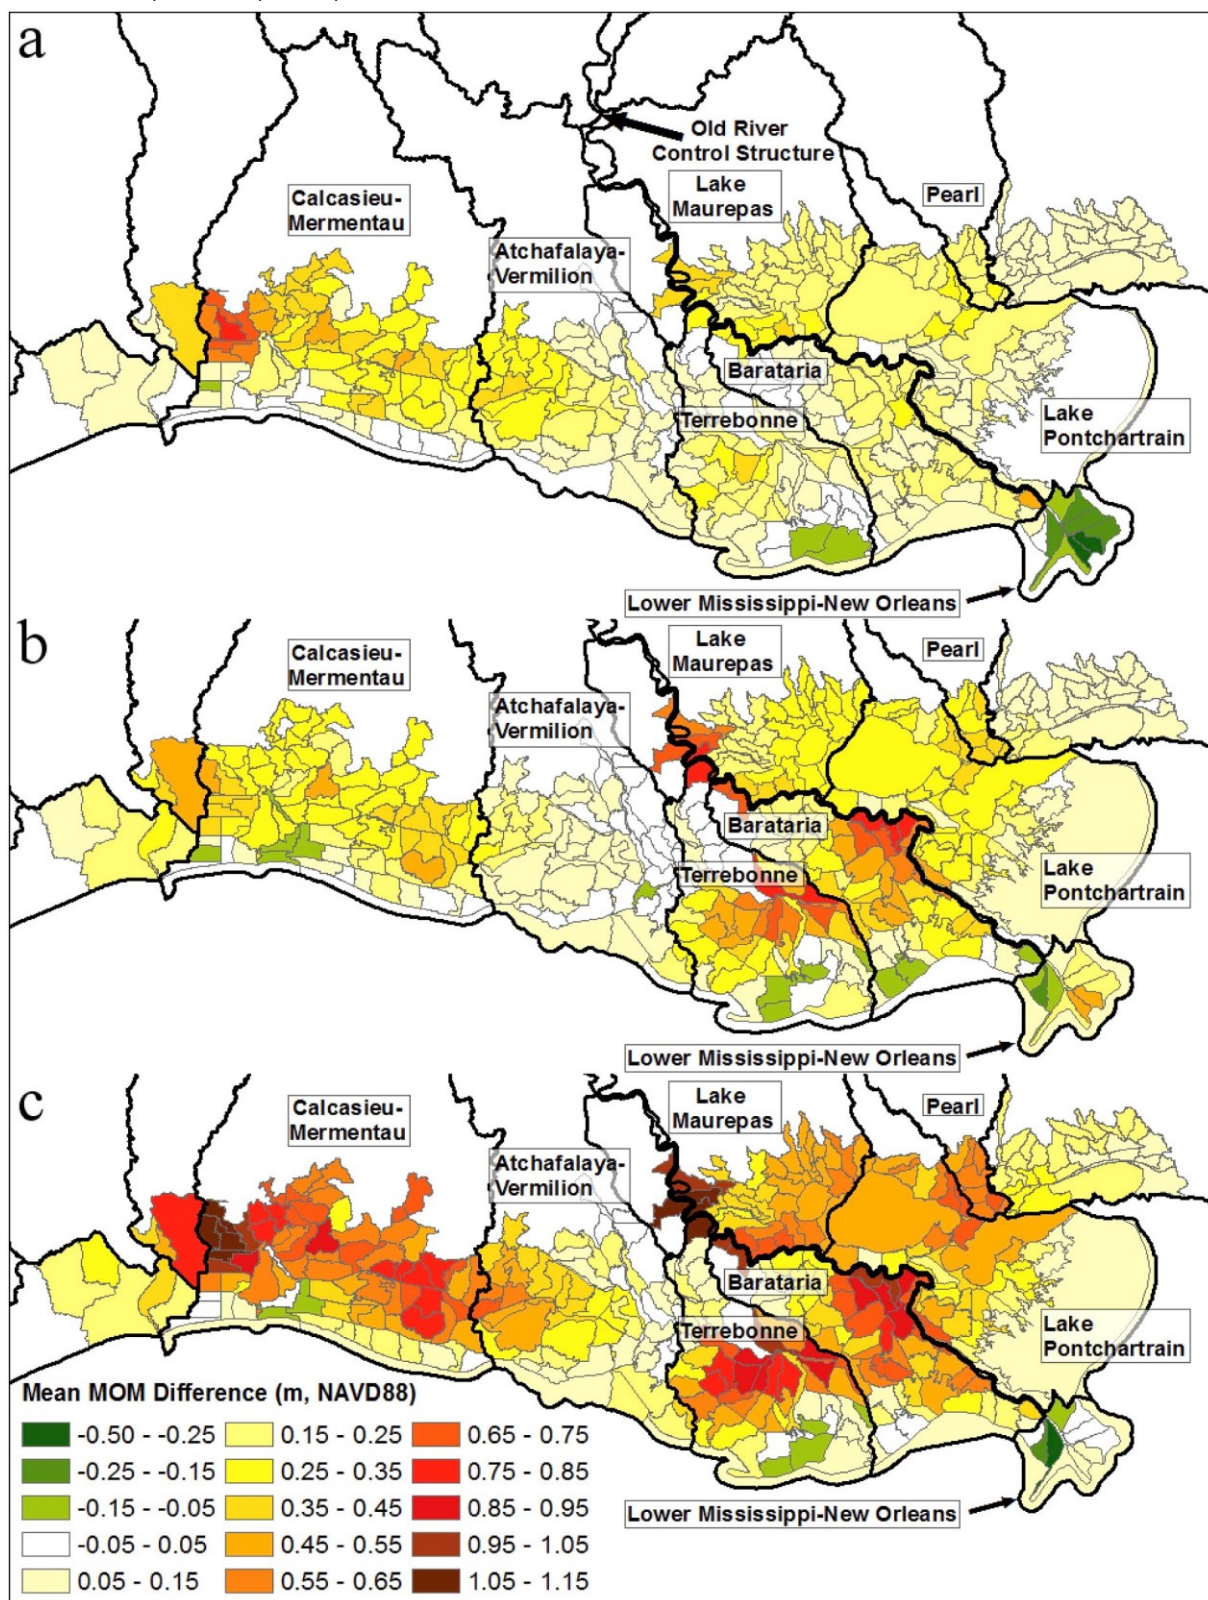 a
Old River
Control Structure
Calcasieu-
Mermentau
Lake
Maurepas
Pearl
Atchafalaya-
Vermilion
Barataria
Terrebonne
Lake
Pontchartrain
Lower Mississippi-New Orleans
b
Calcasieu-
Mermentau
Lake
Maurepas
Pearl
Atchafalaya-
Vermilion
Barataria
Terrebonne
Lake
Pontchartrain
Lower Mississippi-New Orleans
c
Calcasieu-
Mermentau
Lake
Maurepas
Pearl
Atchafalaya-
Vermilion
Barataria
Terrebonne
Lake
Pontchartrain
Lower Mississippi-New Orleans
Mean MOM Difference (m, NAVD88)
-0.50 - -0.25
-0.25 - -0.15
-0.15 - -0.05
-0.05 - 0.05
0.05 - 0.15
0.15 - 0.25
0.25 - 0.35
0.35 - 0.45
0.45 - 0.55
0.55 - 0.65
0.65 - 0.75
0.75 - 0.85
0.85 - 0.95
0.95 - 1.05
1.05 - 1.15